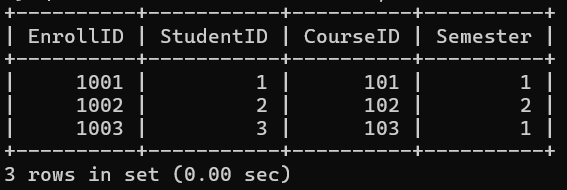 +----------+-----------+----------+----------+
| EnrollID | StudentID | CourseID | Semester |
+----------+-----------+----------+----------+
|     1001 |         1 |      101 |        1 |
|     1002 |         2 |      102 |        2 |
|     1003 |         3 |      103 |        1 |
+----------+-----------+----------+----------+
3 rows in set (0.00 sec)